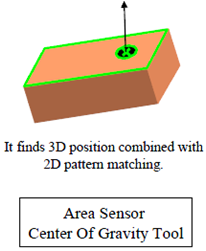 It finds 3D position combined with
2D pattern matching.
Area Sensor
Center Of Gravity Tool